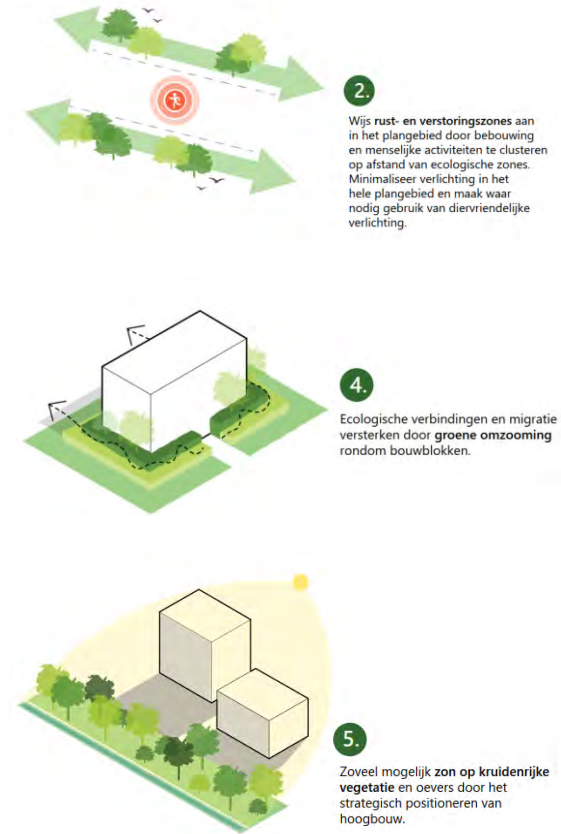 2.
Wijs rust- en verstoringszones aan
in het plangebied door bebouwing
en menselijke activiteiten te clusteren
op afstand van ecologische zones.
Minimaliseer verlichting in het
hele plangebied en maak waar
nodig gebruik van diervriendelijke
verlichting.
4.
Ecologische verbindingen en migratie
versterken door groene omzooming
rondom bouwblokken.
5.
Zoveel mogelijk zon op kruidenrijke
vegetatie en oevers door het
strategisch positioneren van
hoogbouw.